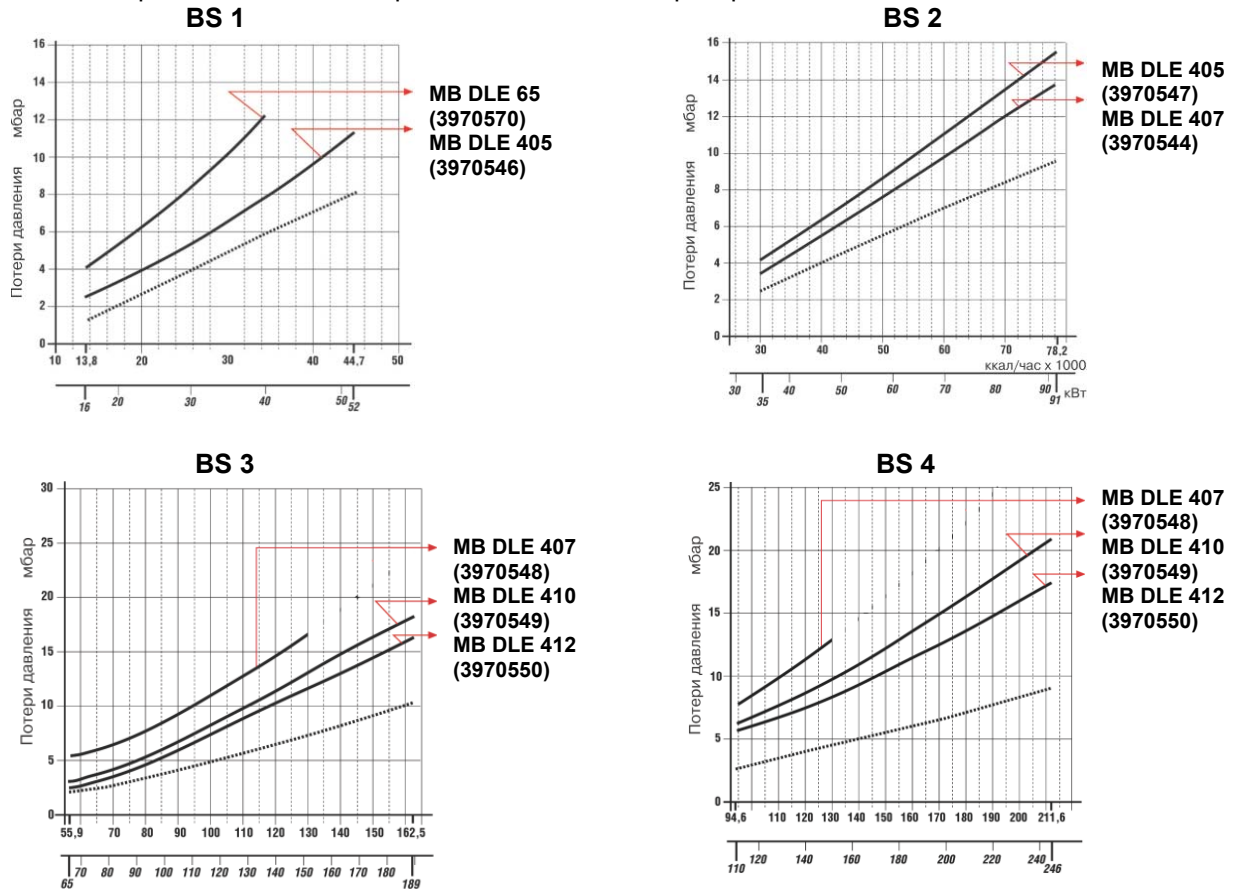 BS 1
мбар
Потери давления
16
14
12
10
8
6
4
2
0
10 13,8 20 30 40 44,7 50
16 20 30 40 50 52
MB DLE 65
(3970570)
MB DLE 405
(3970546)
BS 2
мбар
Потери давления
16
14
12
10
8
6
4
2
0
30 40 50 60 70 78,2
ккал/час x 1000
30 35 40 50 60 70 80 90 91 кВт
MB DLE 405
(3970547)
MB DLE 407
(3970544)
BS 3
мбар
Потери давления
30
25
20
15
10
5
0
55,9 70 80 90 100 110 120 130 140 150 162,5
65 70 80 90 100 110 120 130 140 150 160 170 180 189
MB DLE 407
(3970548)
MB DLE 410
(3970549)
MB DLE 412
(3970550)
BS 4
мбар
Потери давления
25
20
15
10
5
0
94,6 110 120 130 140 150 160 170 180 190 200 211,6
110 120 140 160 180 200 220 240 246
MB DLE 407
(3970548)
MB DLE 410
(3970549)
MB DLE 412
(3970550)